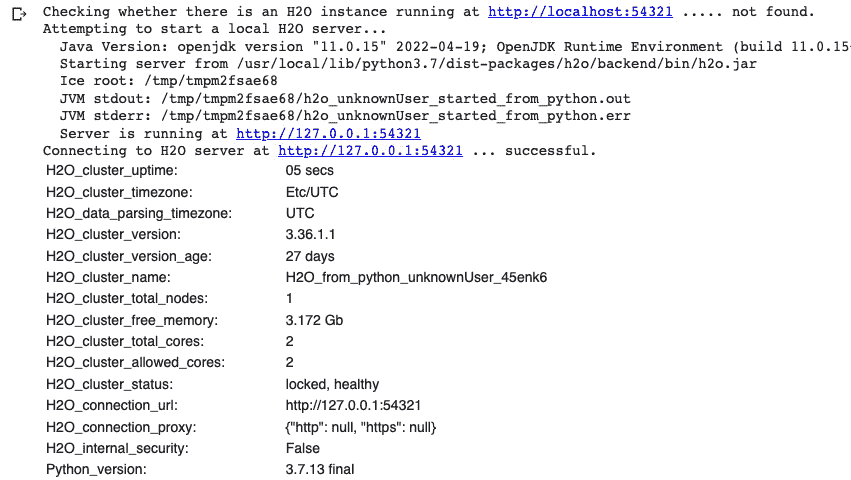 Checking whether there is an H2O instance running at http://localhost:54321 ..... not found.
Attempting to start a local H2O server...
Java Version: openjdk version "11.0.15" 2022-04-19; OpenJDK Runtime Environment (build 11.0.15
Starting server from /usr/local/lib/python3.7/dist-packages/h2o/backend/bin/h2o.jar
Ice root: /tmp/tmpm2fsae68
JVM stdout: /tmp/tmpm2fsae68/h2o_unknownUser_started_from_python.out
JVM stderr: /tmp/tmpm2fsae68/h2o_unknownUser_started_from_python.err
Server is running at http://127.0.0.1:54321
Connecting to H2O server at http://127.0.0.1:54321 ... successful.
H2O_cluster_uptime: 05 secs
H2O_cluster_timezone: Etc/UTC
H2O_data_parsing_timezone: UTC
H2O_cluster_version: 3.36.1.1
H2O_cluster_version_age: 27 days
H2O_cluster_name: H2O_from_python_unknownUser_45enk6
H2O_cluster_total_nodes: 1
H2O_cluster_free_memory: 3.172 Gb
H2O_cluster_total_cores: 2
H2O_cluster_allowed_cores: 2
H2O_cluster_status: locked, healthy
H2O_connection_url: http://127.0.0.1:54321
H2O_connection_proxy: {"http": null, "https": null}
H2O_internal_security: False
Python_version: 3.7.13 final